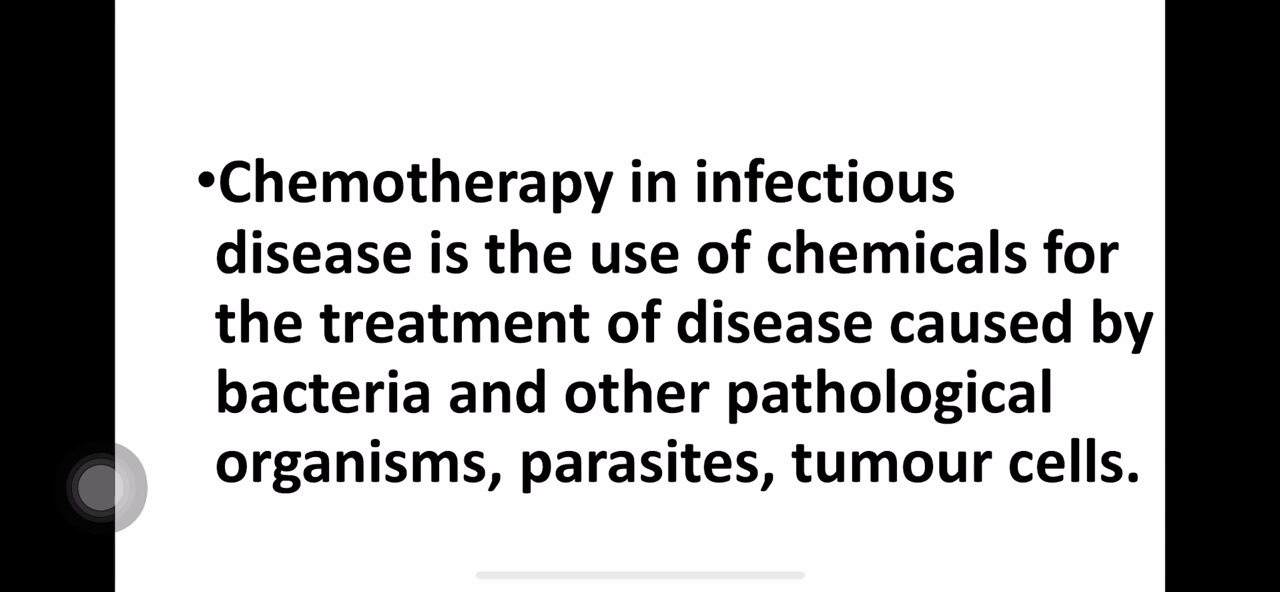 •Chemotherapy in infectious
disease is the use of chemicals for
the treatment of disease caused by
bacteria and other pathological
organisms, parasites, tumour cells.